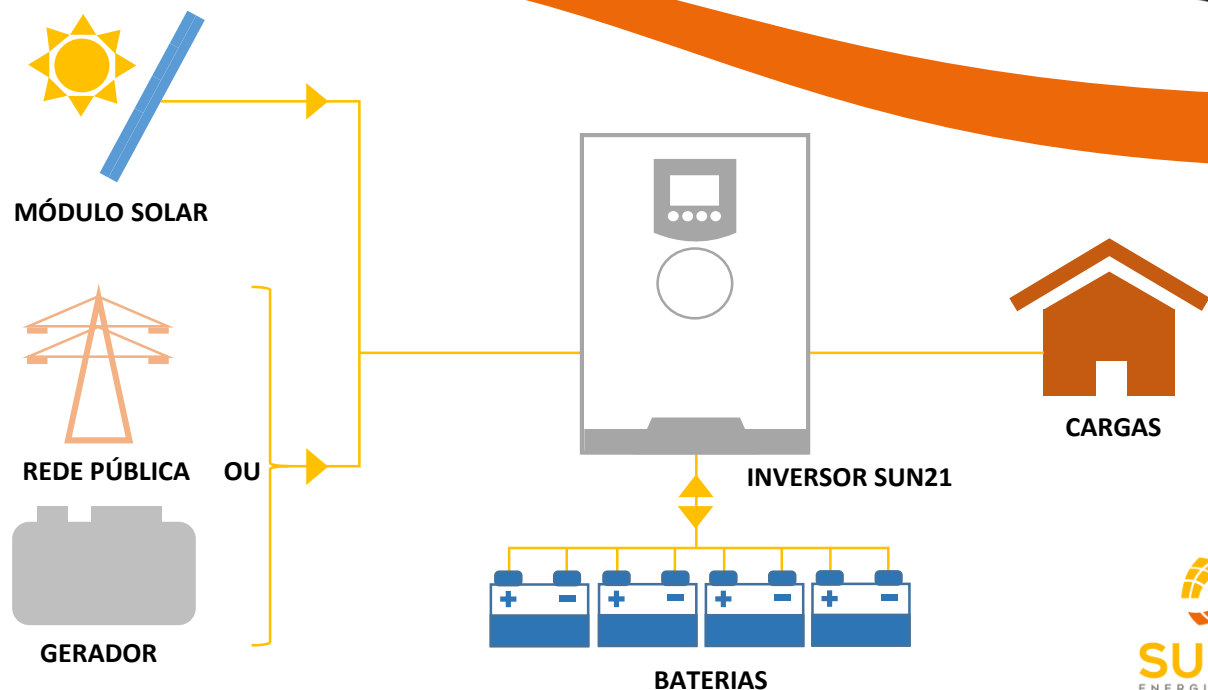 MÓDULO SOLAR
REDE PÚBLICA OU
GERADOR
INVERSOR SUN21
CARGAS
BATERIAS